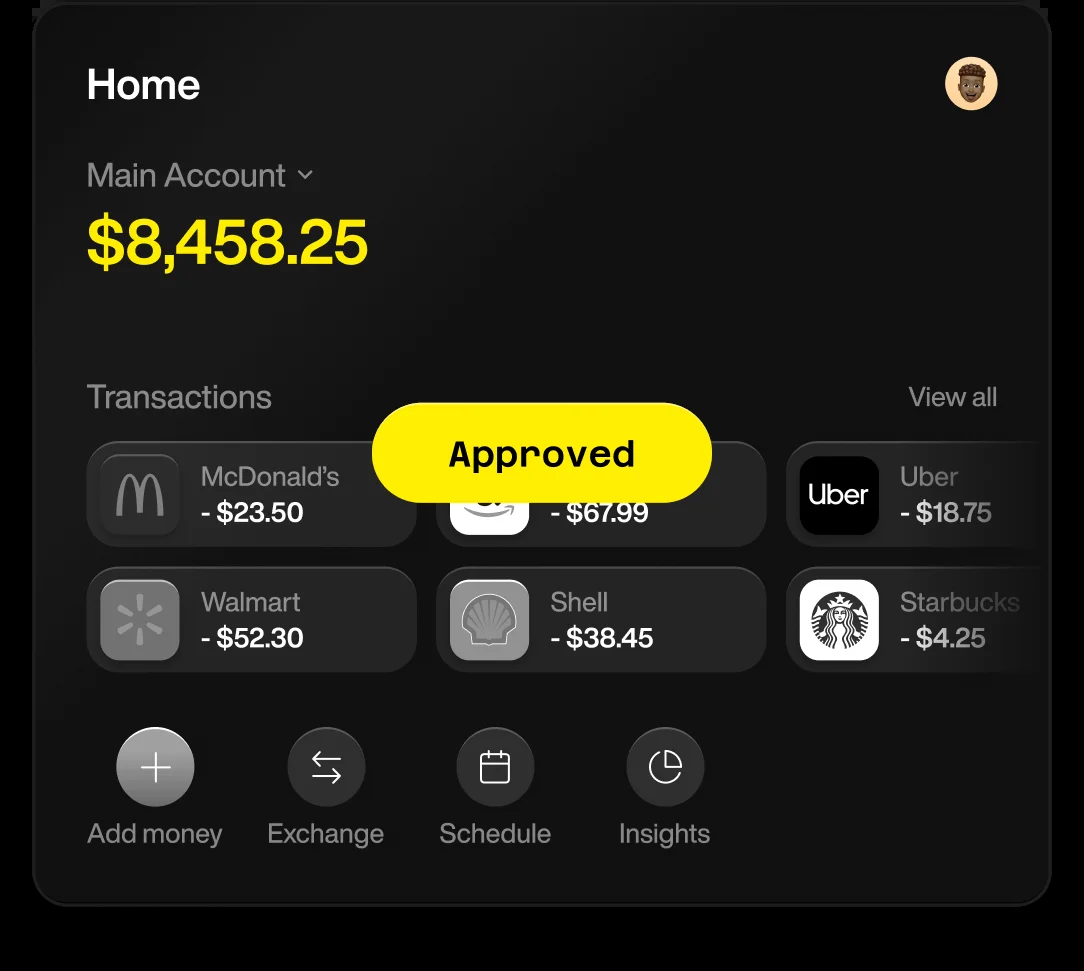 Home
Main Account
$8,458.25
Transactions
View all
Approved
McDonald’s
- $23.50
- $67.99
Uber
Uber
- $18.75
Walmart
- $52.30
Shell
- $38.45
Starbucks
- $4.25
Add money
Exchange
Schedule
Insights